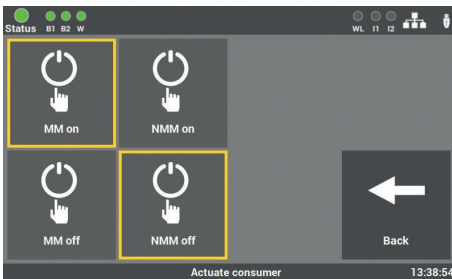 Status B1 B2 W WL I1 I2
MM on NMM on
MM off NMM off Back
Actuate consumer 13:38:54